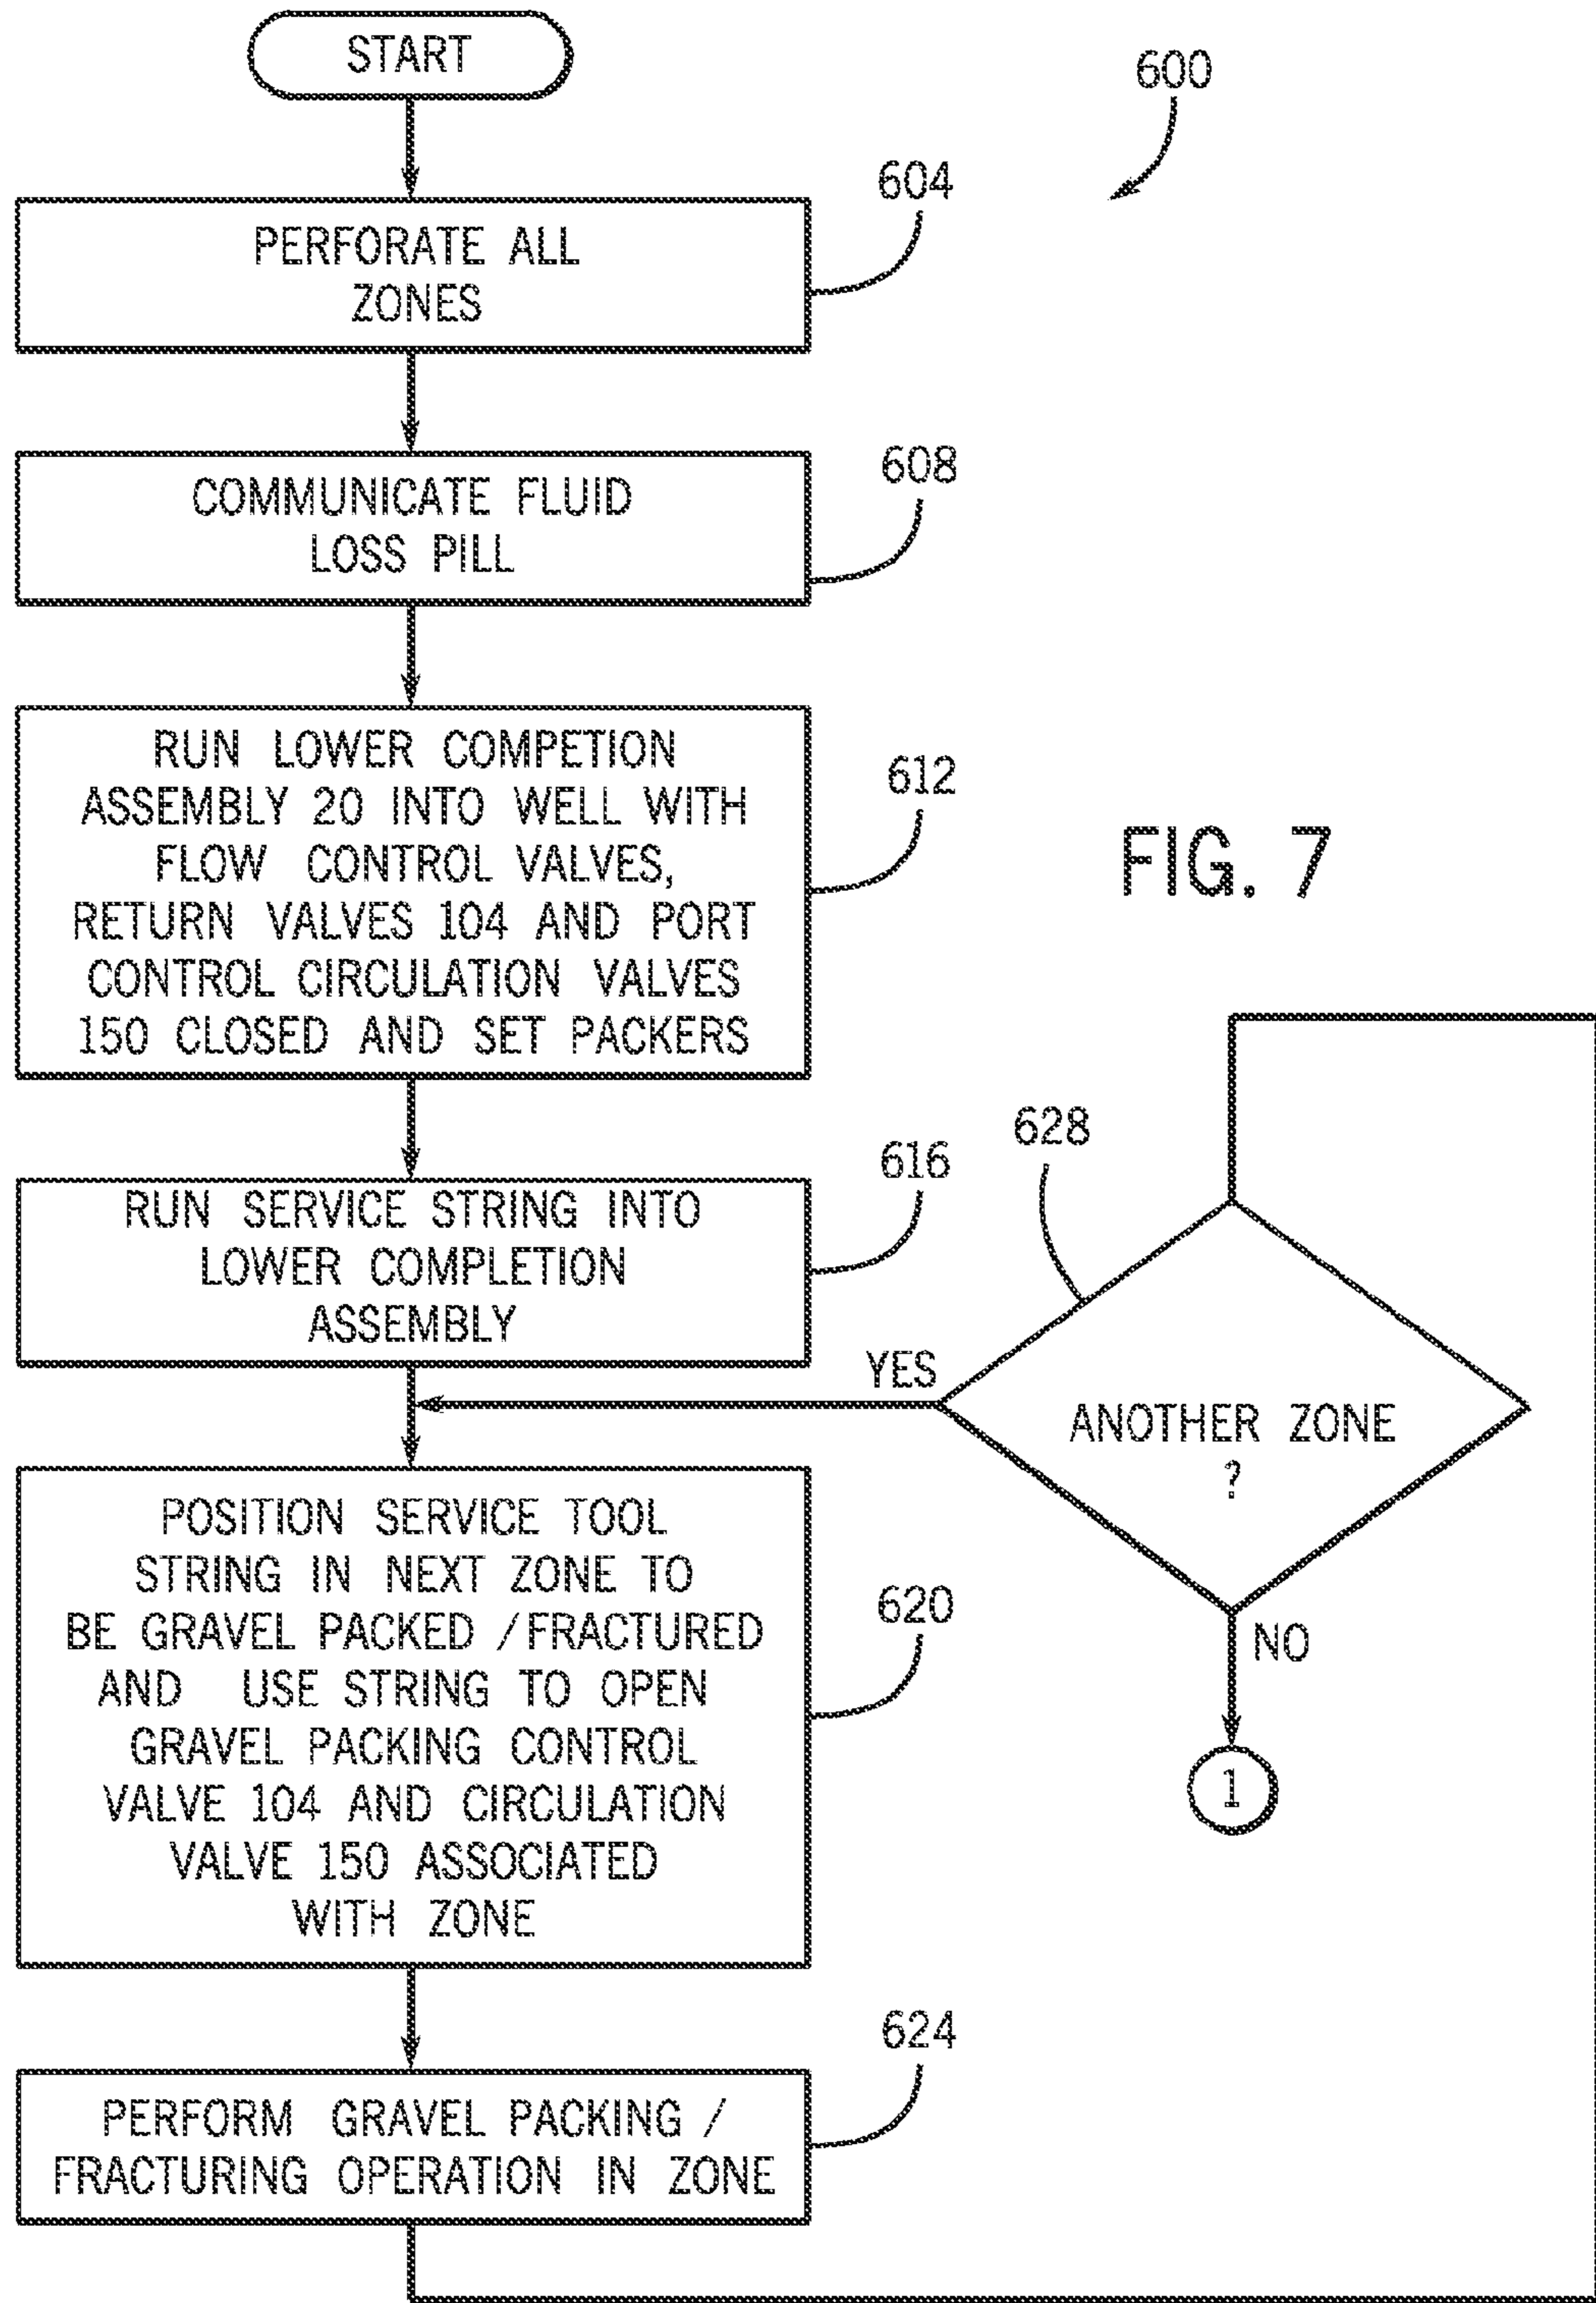 START
600
604
PERFORATE ALL
ZONES
608
COMMUNICATE FLUID
LOSS PILL
612
RUN LOWER COMPETION
ASSEMBLY 20 INTO WELL WITH
FLOW CONTROL VALVES,
RETURN VALVES 104 AND PORT
CONTROL CIRCULATION VALVES
150 CLOSED AND SET PACKERS
FIG. 7
616
RUN SERVICE STRING INTO
LOWER COMPLETION
ASSEMBLY
628
YES
ANOTHER ZONE
?
NO
1
620
POSITION SERVICE TOOL
STRING IN NEXT ZONE TO
BE GRAVEL PACKED /FRACTURED
AND USE STRING TO OPEN
GRAVEL PACKING CONTROL
VALVE 104 AND CIRCULATION
VALVE 150 ASSOCIATED
WITH ZONE
624
PERFORM GRAVEL PACKING /
FRACTURING OPERATION IN ZONE